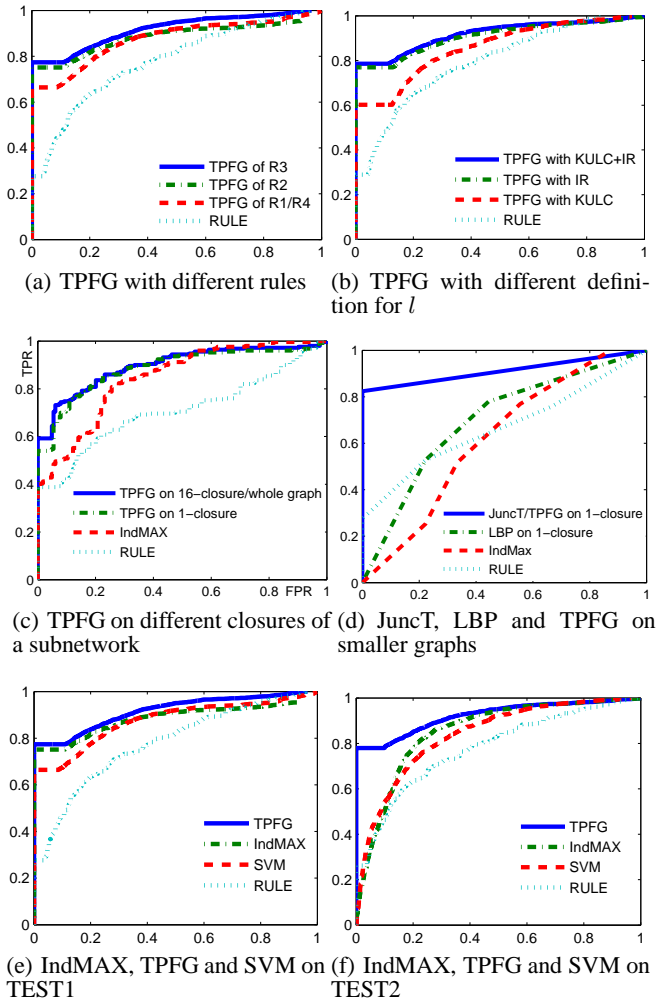 1
0.8
0.6
0.4
0.2
0
0 0.2 0.4 0.6 0.8 1
TPFG of R3
TPFG of R2
TPFG of R1/R4
RULE
(a) TPFG with different rules
1
0.8
0.6
0.4
0.2
0
0 0.2 0.4 0.6 0.8 1
TPFG with KULC+IR
TPFG with IR
TPFG with KULC
RULE
(b) TPFG with different defini-
tion for l
TPR
1
0.8
0.6
0.4
0.2
0
0 0.2 0.4 0.6 0.8 FPR 1
TPFG on 16−closure/whole graph
TPFG on 1−closure
IndMAX
RULE
(c) TPFG on different closures of
a subnetwork
1
0.8
0.6
0.4
0.2
0
0 0.2 0.4 0.6 0.8 1
JuncT/TPFG on 1−closure
LBP on 1−closure
IndMax
RULE
(d) JuncT, LBP and TPFG on
smaller graphs
1
0.8
0.6
0.4
0.2
0
0 0.2 0.4 0.6 0.8 1
TPFG
IndMAX
SVM
RULE
(e) IndMAX, TPFG and SVM on
TEST1
1
0.8
0.6
0.4
0.2
0
0 0.2 0.4 0.6 0.8 1
TPFG
IndMAX
SVM
RULE
(f) IndMAX, TPFG and SVM on
TEST2